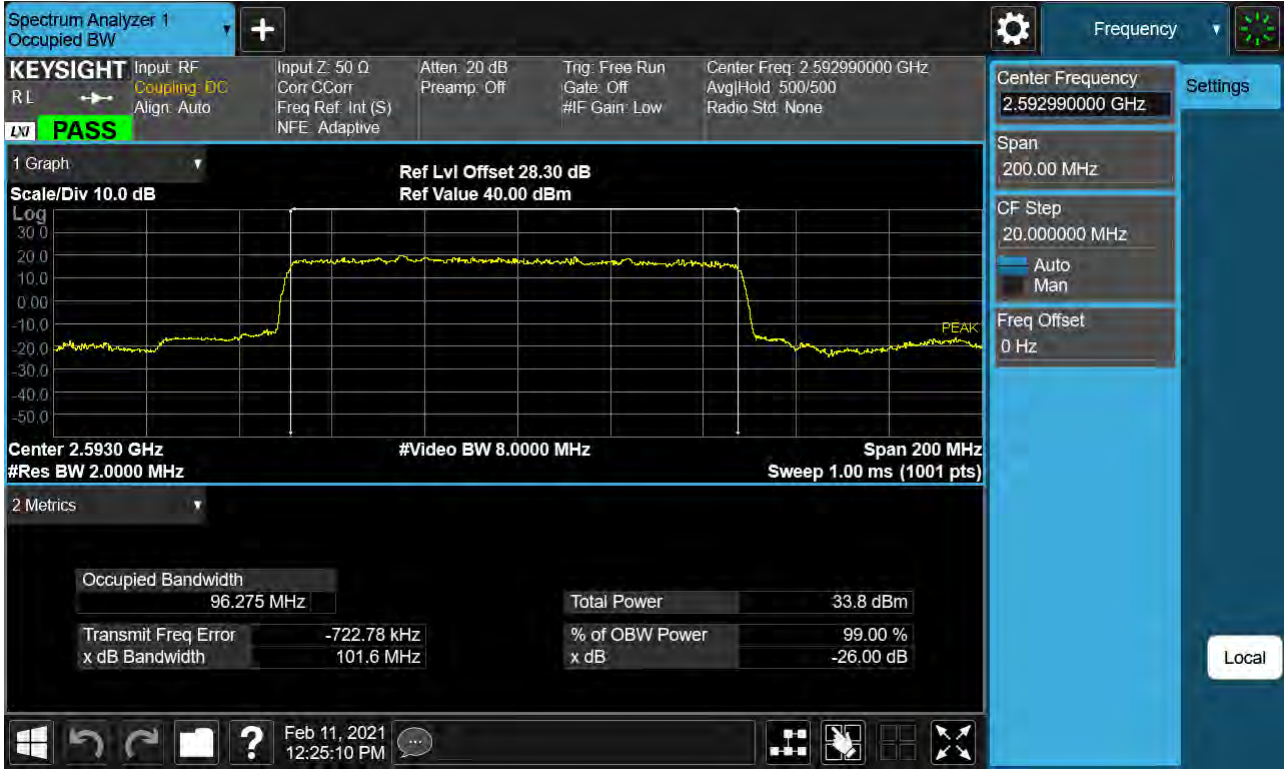 Spectrum Analyzer 1
Occupied BW
+
Frequency
KEYSIGHT
RL
LXI
PASS
Input: RF
Coupling: DC
Align: Auto
Input Z: 50 Ω
Corr CCorr
Freq Ref: Int (S)
NFE: Adaptive
Atten: 20 dB
Preamp: Off
Trig: Free Run
Gate: Off
#IF Gain: Low
Center Freq: 2.592990000 GHz
Avg|Hold: 500/500
Radio Std: None
Center Frequency
2.592990000 GHz
Settings
Span
200.00 MHz
CF Step
20.000000 MHz
Auto
Man
Freq Offset
0 Hz
Local
1 Graph
Scale/Div 10.0 dB
Ref Lvl Offset 28.30 dB
Ref Value 40.00 dBm
Log
30.0
20.0
10.0
0.00
-10.0
-20.0
-30.0
-40.0
-50.0
PEAK
Center 2.5930 GHz
#Video BW 8.0000 MHz
Span 200 MHz
#Res BW 2.0000 MHz
Sweep 1.00 ms (1001 pts)
2 Metrics
Occupied Bandwidth
96.275 MHz
Transmit Freq Error -722.78 kHz
x dB Bandwidth 101.6 MHz
Total Power 33.8 dBm
% of OBW Power 99.00 %
x dB -26.00 dB
?
Feb 11, 2021
12:25:10 PM